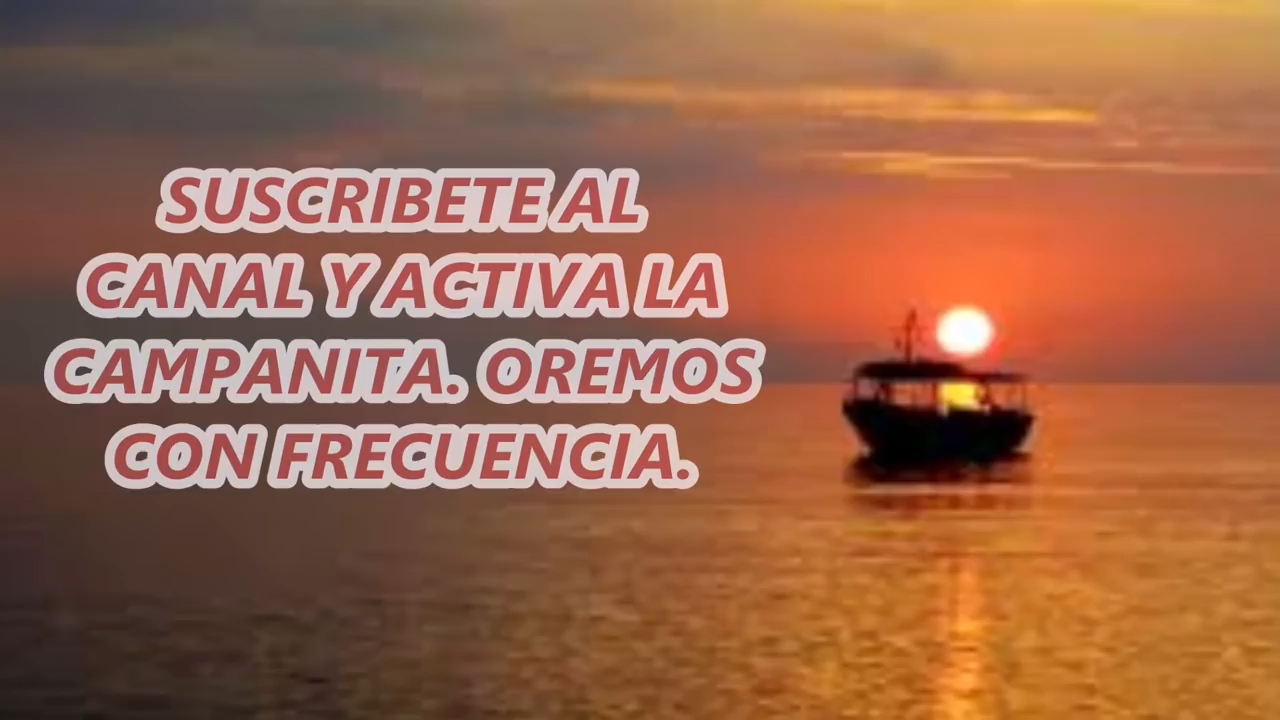 SUSCRIBETE AL
CANAL Y ACTIVA LA
CAMPANITA. OREMOS
CON FRECUENCIA.